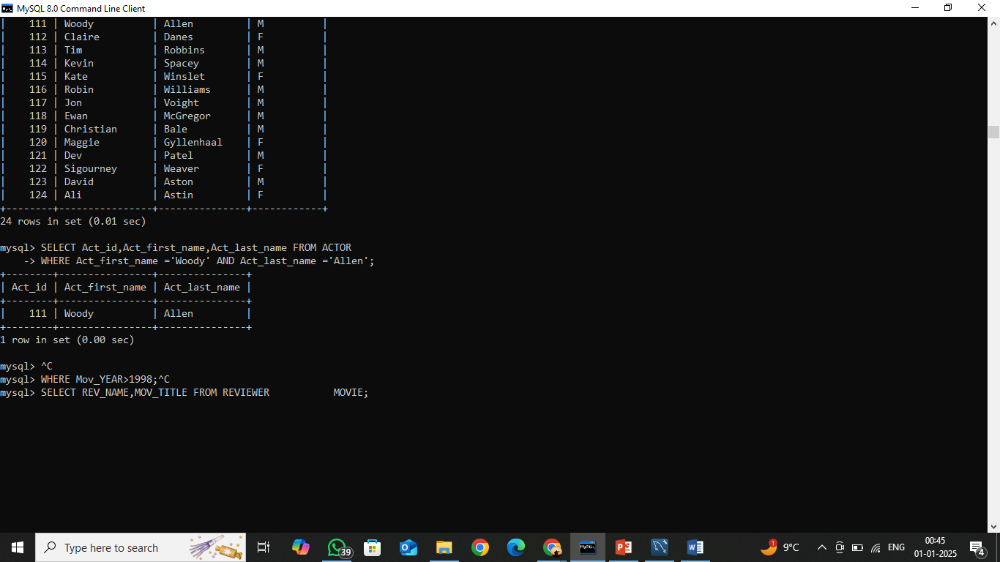 MySQL 8.0 Command Line Client
|    111 | Woody          | Allen         | M          |
|    112 | Claire         | Danes         | F          |
|    113 | Tim            | Robbins       | M          |
|    114 | Kevin          | Spacey        | M          |
|    115 | Kate           | Winslet       | F          |
|    116 | Robin          | Williams      | M          |
|    117 | Jon            | Voight        | M          |
|    118 | Ewan           | McGregor      | M          |
|    119 | Christian      | Bale          | M          |
|    120 | Maggie         | Gyllenhaal    | F          |
|    121 | Dev            | Patel         | M          |
|    122 | Sigourney      | Weaver        | F          |
|    123 | David          | Aston         | M          |
|    124 | Ali            | Astin         | F          |
+--------+----------------+---------------+------------+
24 rows in set (0.01 sec)
mysql> SELECT Act_id,Act_first_name,Act_last_name FROM ACTOR
    -> WHERE Act_first_name ='Woody' AND Act_last_name ='Allen';
+--------+----------------+---------------+
| Act_id | Act_first_name | Act_last_name |
+--------+----------------+---------------+
|    111 | Woody          | Allen         |
+--------+----------------+---------------+
1 row in set (0.00 sec)
mysql> ^C
mysql> WHERE Mov_YEAR>1998;^C
mysql> SELECT REV_NAME,MOV_TITLE FROM REVIEWER           MOVIE;
Type here to search
39
1
9°C
ENG
00:45
01-01-2025
4